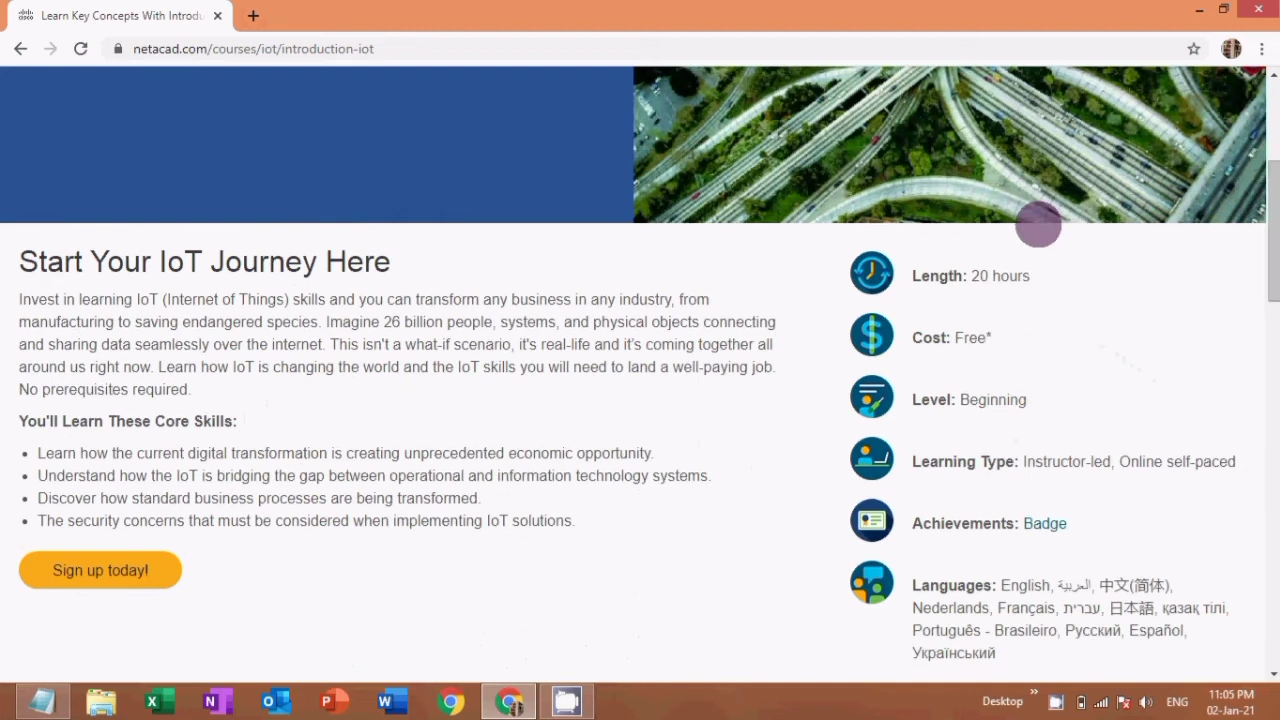 Learn Key Concepts With Introdu
netacad.com/courses/iot/introduction-iot
Start Your IoT Journey Here
Invest in learning IoT (Internet of Things) skills and you can transform any business in any industry, from
manufacturing to saving endangered species. Imagine 26 billion people, systems, and physical objects connecting
and sharing data seamlessly over the internet. This isn't a what-if scenario, it's real-life and it's coming together all
around us right now. Learn how IoT is changing the world and the IoT skills you will need to land a well-paying job.
No prerequisites required.
You'll Learn These Core Skills:
• Learn how the current digital transformation is creating unprecedented economic opportunity.
• Understand how the IoT is bridging the gap between operational and information technology systems.
• Discover how standard business processes are being transformed.
• The security concerns that must be considered when implementing IoT solutions.
Sign up today!
Length: 20 hours
Cost: Free*
Level: Beginning
Learning Type: Instructor-led, Online self-paced
Achievements: Badge
Languages: English, العربية, 中文(简体),
Nederlands, Français, עברית, 日本語, қазақ тілі,
Português - Brasileiro, Русский, Español,
Український
Desktop
ENG
11:05 PM
02-Jan-21